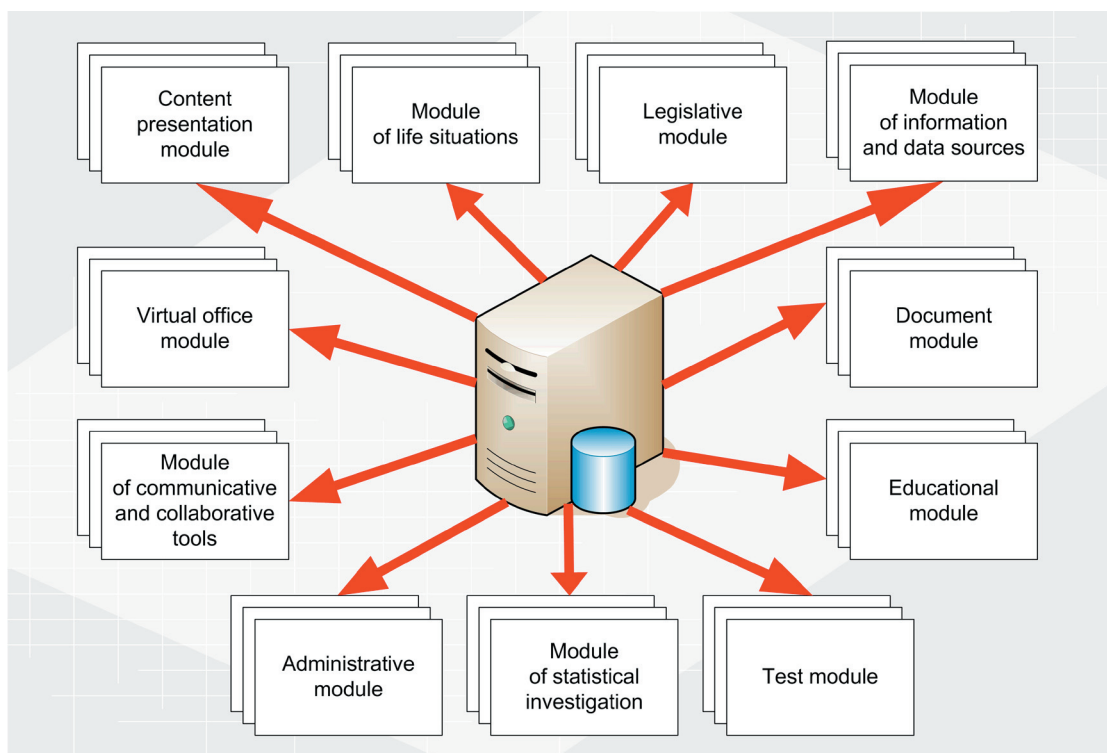 Content
presentation
module
Module
of life situations
Legislative
module
Module
of information
and data sources
Virtual office
module
Document
module
Module
of communicative
and collaborative
tools
Educational
module
Administrative
module
Module
of statistical
investigation
Test module